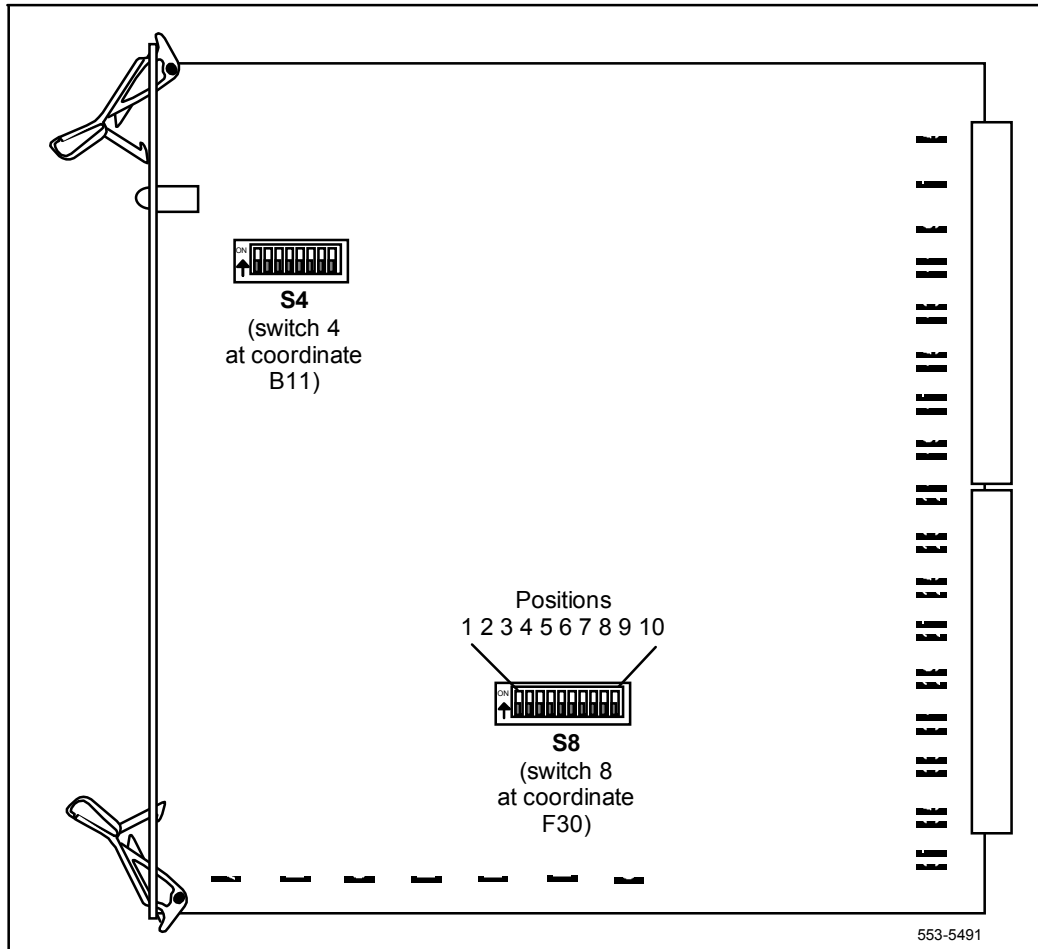 ON
S4
(switch 4
at coordinate
B11)
Positions
1 2 3 4 5 6 7 8 9 10
ON
S8
(switch 8
at coordinate
F30)
553-5491